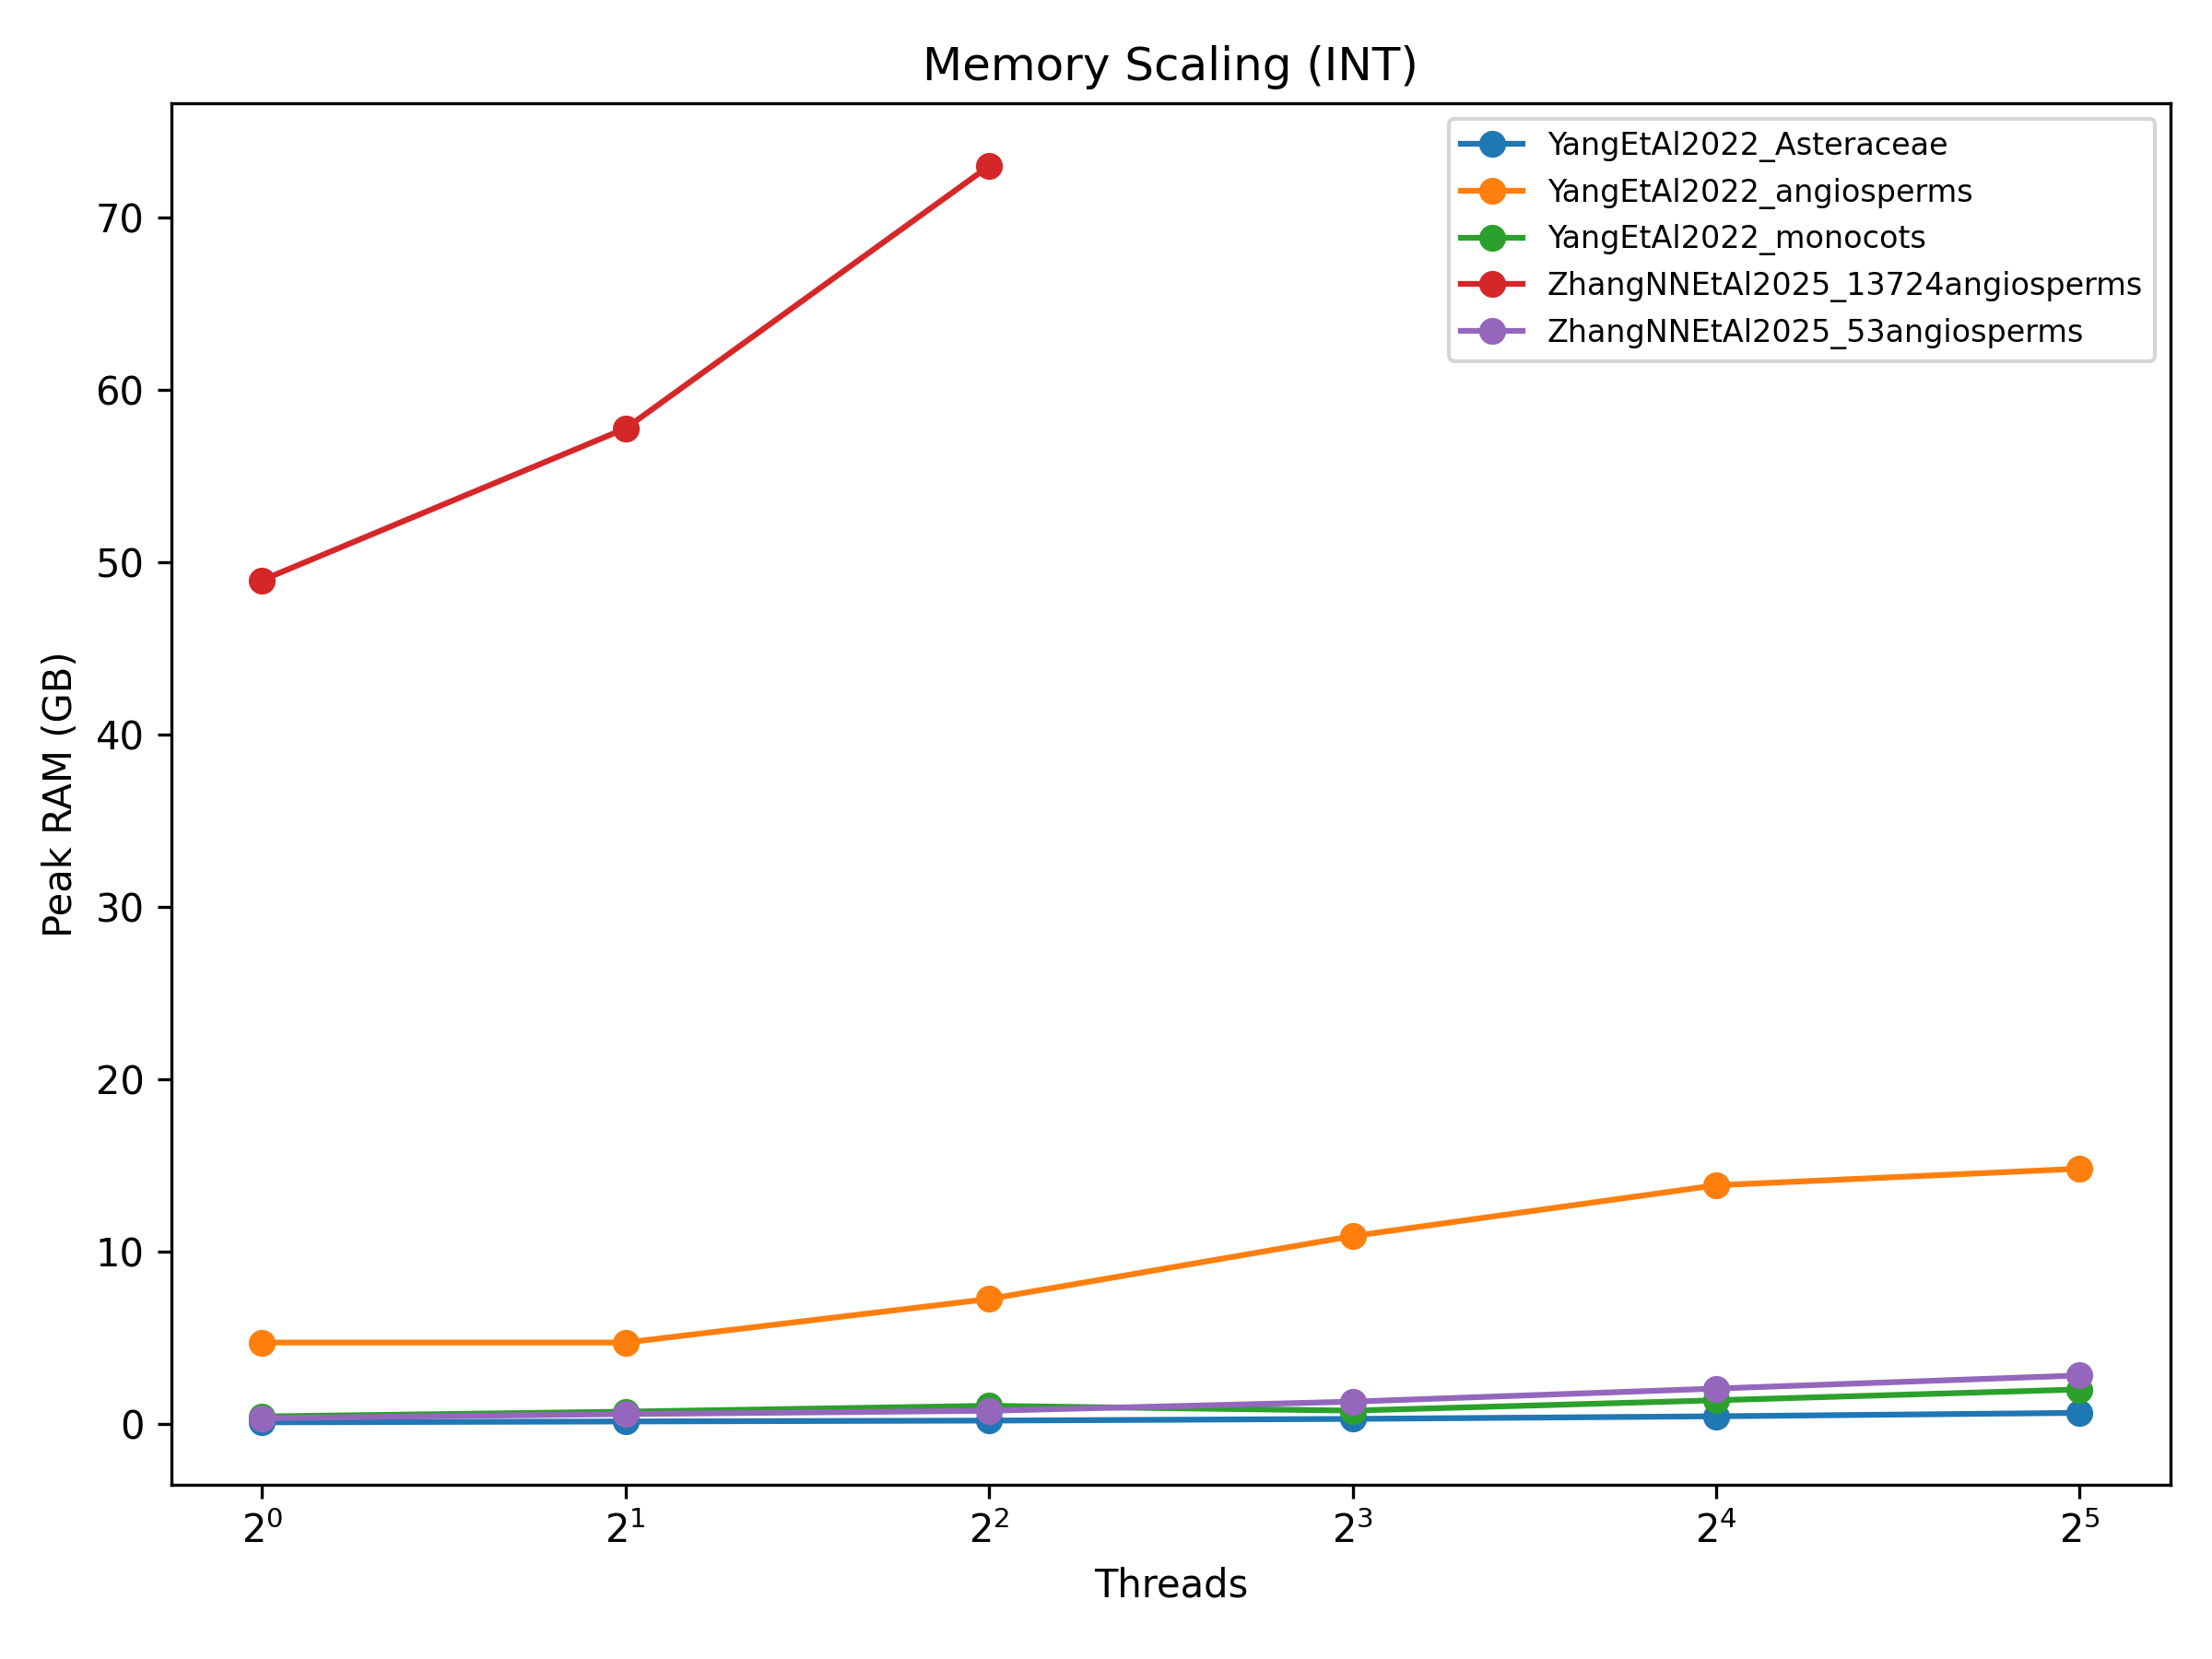 Memory Scaling (INT)
YangEtAl2022_Asteraceae
YangEtAl2022_angiosperms
YangEtAl2022_monocots
ZhangNNEtAl2025_13724angiosperms
ZhangNNEtAl2025_53angiosperms
70
60
50
40
30
20
10
0
Peak RAM (GB)
2⁰ 2¹ 2² 2³ 2⁴ 2⁵
Threads